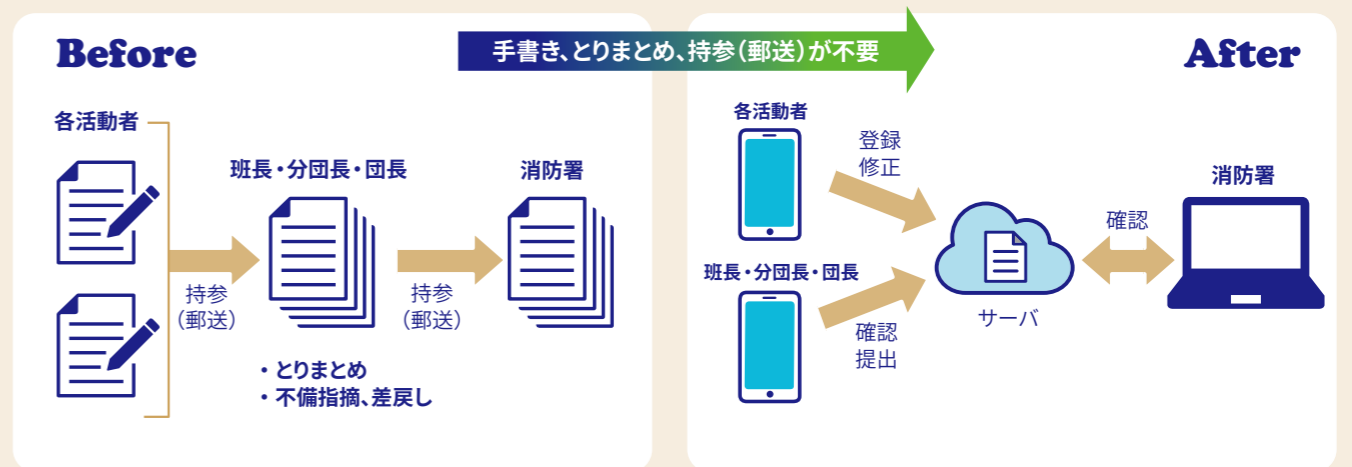 Before
手書き、とりまとめ、持参（郵送）が不要
After
各活動者
班長・分団長・団長
消防署
持参
（郵送）
持参
（郵送）
・とりまとめ
・不備指摘、差戻し
各活動者
登録
修正
班長・分団長・団長
確認
提出
サーバ
確認
消防署